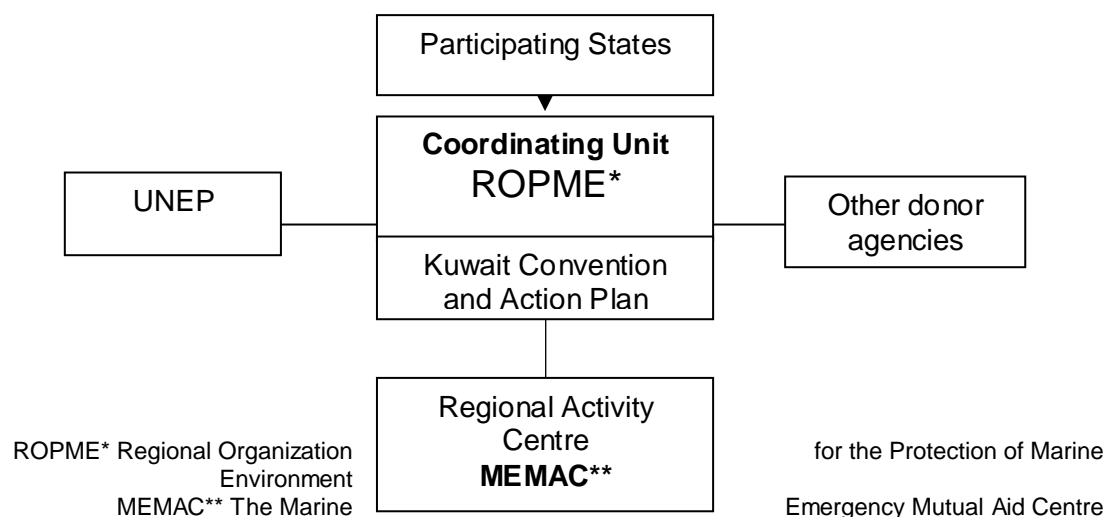 Participating States
Coordinating Unit
ROPME*
UNEP
Other donor
agencies
Kuwait Convention
and Action Plan
Regional Activity
Centre
MEMAC**
ROPME* Regional Organization for the Protection of Marine
Environment
MEMAC** The Marine Emergency Mutual Aid Centre